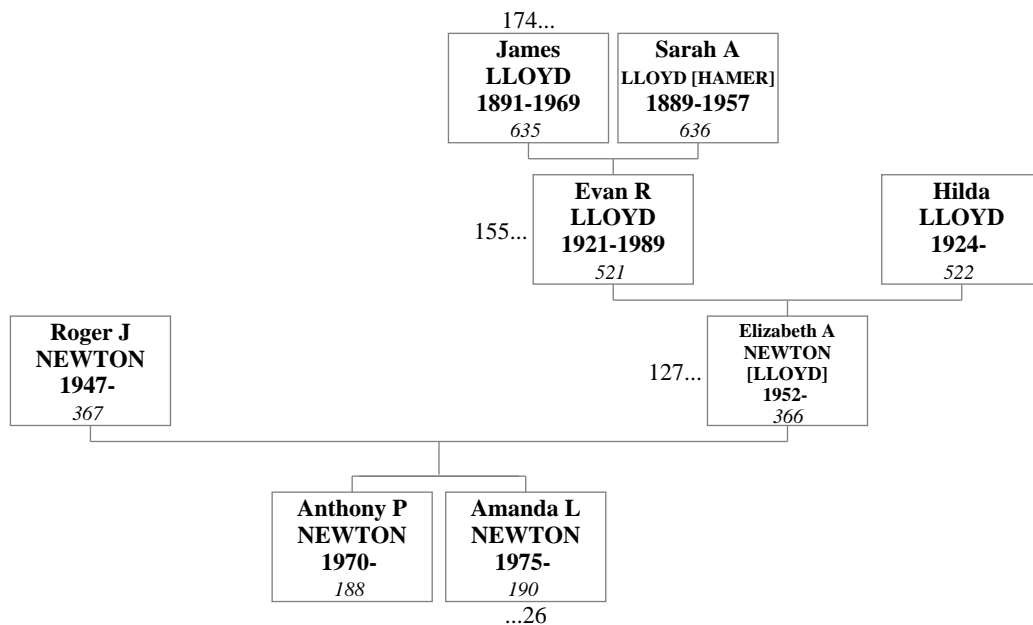 174...
James
LLOYD
1891-1969
635
Sarah A
LLOYD [HAMER]
1889-1957
636
155...
Evan R
LLOYD
1921-1989
521
Hilda
LLOYD
1924-
522
Roger J
NEWTON
1947-
367
127...
Elizabeth A
NEWTON
[LLOYD]
1952-
366
Anthony P
NEWTON
1970-
188
Amanda L
NEWTON
1975-
190
...26